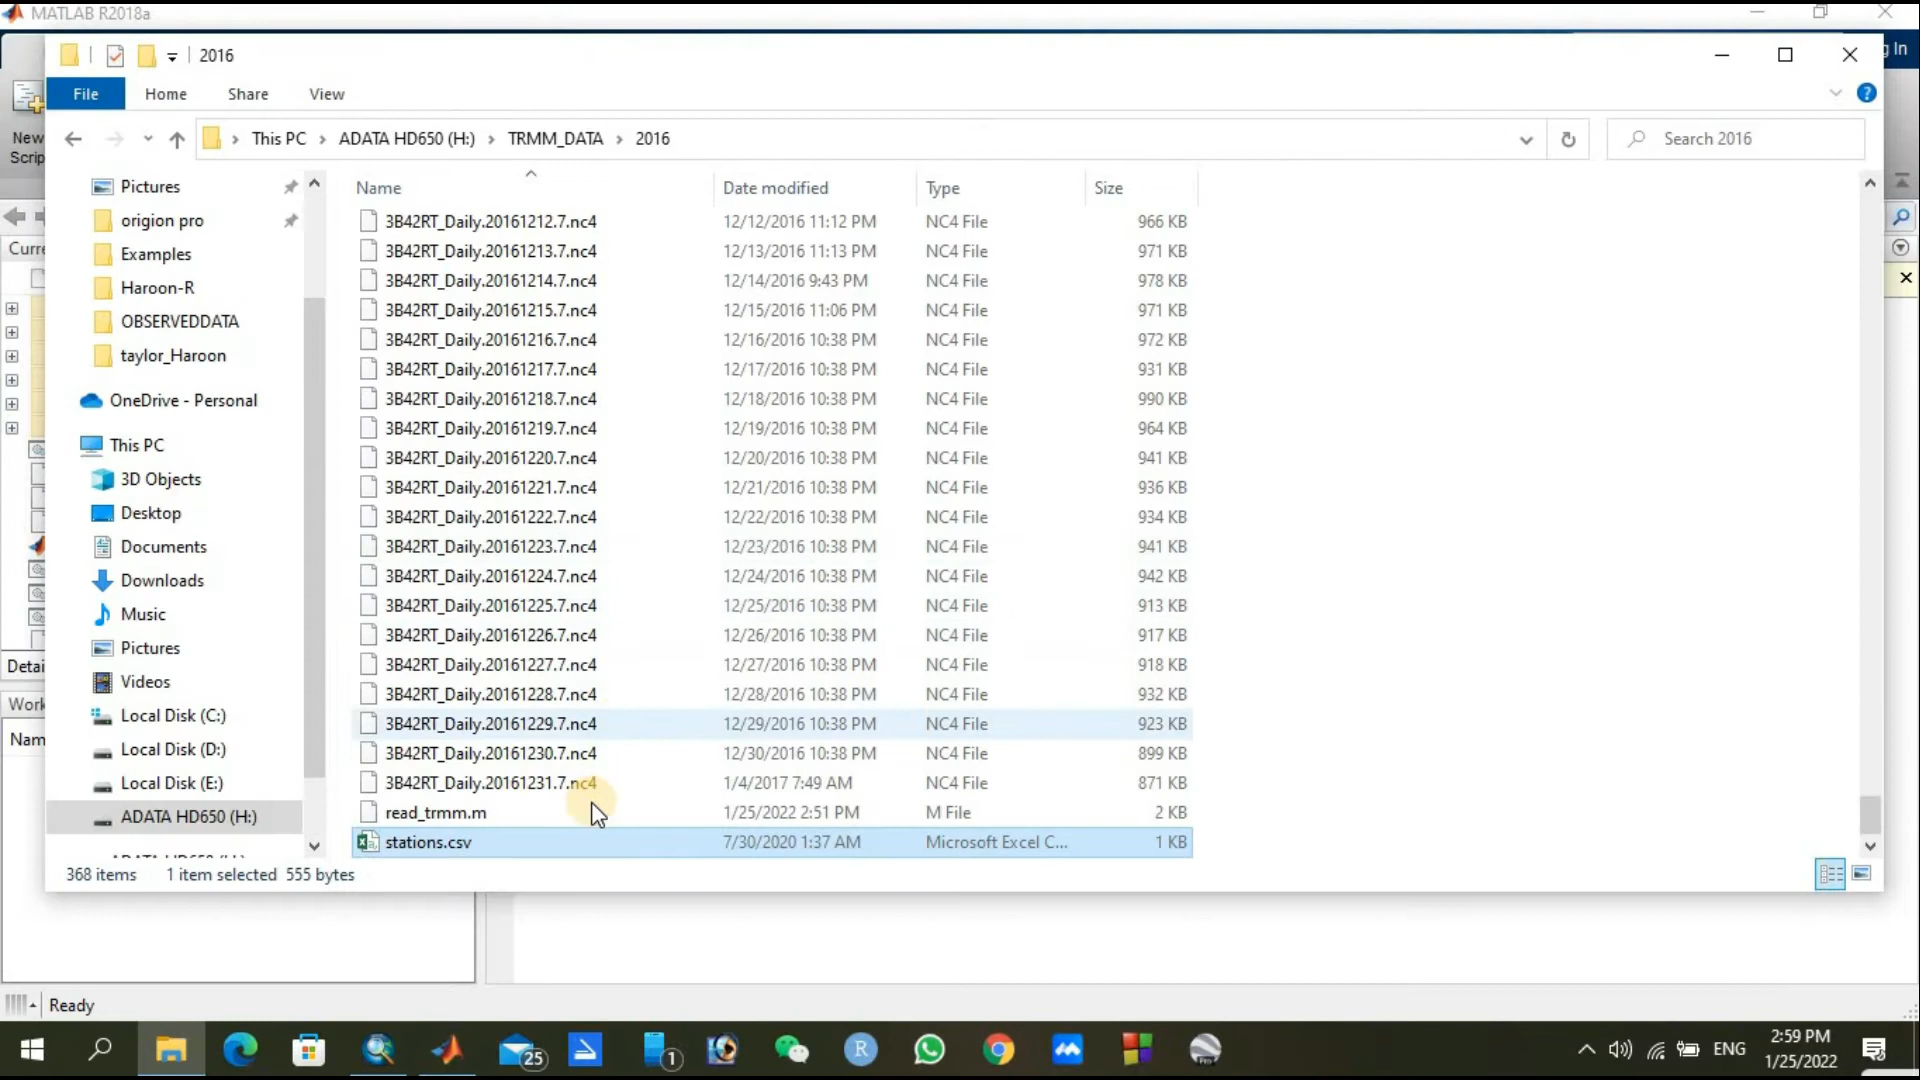 MATLAB R2018a
2016
g In
File
Home
Share
View
New
Scrip
This PC
ADATA HD650 (H:)
TRMM_DATA
2016
Search 2016
Curre
Detai
Work
Nam
Pictures
origion pro
Examples
Haroon-R
OBSERVEDDATA
taylor_Haroon
OneDrive - Personal
This PC
3D Objects
Desktop
Documents
Downloads
Music
Pictures
Videos
Local Disk (C:)
Local Disk (D:)
Local Disk (E:)
ADATA HD650 (H:)
Name Date modified Type Size
3B42RT_Daily.20161212.7.nc4 12/12/2016 11:12 PM NC4 File 966 KB
3B42RT_Daily.20161213.7.nc4 12/13/2016 11:13 PM NC4 File 971 KB
3B42RT_Daily.20161214.7.nc4 12/14/2016 9:43 PM NC4 File 978 KB
3B42RT_Daily.20161215.7.nc4 12/15/2016 11:06 PM NC4 File 971 KB
3B42RT_Daily.20161216.7.nc4 12/16/2016 10:38 PM NC4 File 972 KB
3B42RT_Daily.20161217.7.nc4 12/17/2016 10:38 PM NC4 File 931 KB
3B42RT_Daily.20161218.7.nc4 12/18/2016 10:38 PM NC4 File 990 KB
3B42RT_Daily.20161219.7.nc4 12/19/2016 10:38 PM NC4 File 964 KB
3B42RT_Daily.20161220.7.nc4 12/20/2016 10:38 PM NC4 File 941 KB
3B42RT_Daily.20161221.7.nc4 12/21/2016 10:38 PM NC4 File 936 KB
3B42RT_Daily.20161222.7.nc4 12/22/2016 10:38 PM NC4 File 934 KB
3B42RT_Daily.20161223.7.nc4 12/23/2016 10:38 PM NC4 File 941 KB
3B42RT_Daily.20161224.7.nc4 12/24/2016 10:38 PM NC4 File 942 KB
3B42RT_Daily.20161225.7.nc4 12/25/2016 10:38 PM NC4 File 913 KB
3B42RT_Daily.20161226.7.nc4 12/26/2016 10:38 PM NC4 File 917 KB
3B42RT_Daily.20161227.7.nc4 12/27/2016 10:38 PM NC4 File 918 KB
3B42RT_Daily.20161228.7.nc4 12/28/2016 10:38 PM NC4 File 932 KB
3B42RT_Daily.20161229.7.nc4 12/29/2016 10:38 PM NC4 File 923 KB
3B42RT_Daily.20161230.7.nc4 12/30/2016 10:38 PM NC4 File 899 KB
3B42RT_Daily.20161231.7.nc4 1/4/2017 7:49 AM NC4 File 871 KB
read_trmm.m 1/25/2022 2:51 PM M File 2 KB
stations.csv 7/30/2020 1:37 AM Microsoft Excel C... 1 KB
368 items 1 item selected 555 bytes
Ready
25
1
R
ENG
2:59 PM
1/25/2022